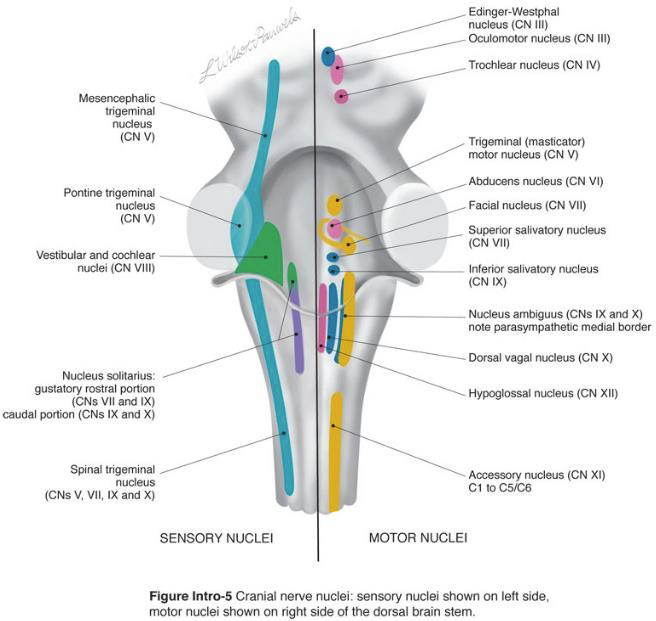 L Wilson-Pauwels
Edinger-Westphal
nucleus (CN III)
Oculomotor nucleus (CN III)
Trochlear nucleus (CN IV)
Mesencephalic
trigeminal
nucleus
(CN V)
Trigeminal (masticator)
motor nucleus (CN V)
Abducens nucleus (CN VI)
Pontine trigeminal
nucleus
(CN V)
Facial nucleus (CN VII)
Superior salivatory nucleus
(CN VII)
Vestibular and cochlear
nuclei (CN VIII)
Inferior salivatory nucleus
(CN IX)
Nucleus ambiguus (CNs IX and X)
note parasympathetic medial border
Dorsal vagal nucleus (CN X)
Nucleus solitarius:
gustatory rostral portion
(CNs VII and IX)
caudal portion (CNs IX and X)
Hypoglossal nucleus (CN XII)
Spinal trigeminal
nucleus
(CNs V, VII, IX and X)
Accessory nucleus (CN XI)
C1 to C5/C6
SENSORY NUCLEI
MOTOR NUCLEI
Figure Intro-5 Cranial nerve nuclei: sensory nuclei shown on left side,
motor nuclei shown on right side of the dorsal brain stem.